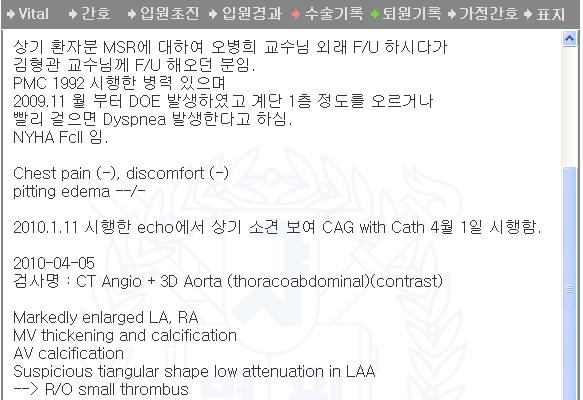 Vital 간호 입원초진 입원경과 수술기록 퇴원기록 가정간호 표지
상기 환자분 MSR에 대하여 오병희 교수님 외래 F/U 하시다가
김형관 교수님께 F/U 해오던 분임.
PMC 1992 시행한 병력 있으며
2009.11 월 부터 DOE 발생하였고 계단 1층 정도를 오르거나
빨리 걸으면 Dyspnea 발생한다고 하심.
NYHA FcII 임.
Chest pain (-), discomfort (-)
pitting edema --/-
2010.1.11 시행한 echo에서 상기 소견 보여 CAG with Cath 4월 1일 시행함.
2010-04-05
검사명 : CT Angio + 3D Aorta (thoracoabdominal)(contrast)
Markedly enlarged LA, RA
MV thickening and calcification
AV calcification
Suspicious tiangular shape low attenuation in LAA
--> R/O small thrombus